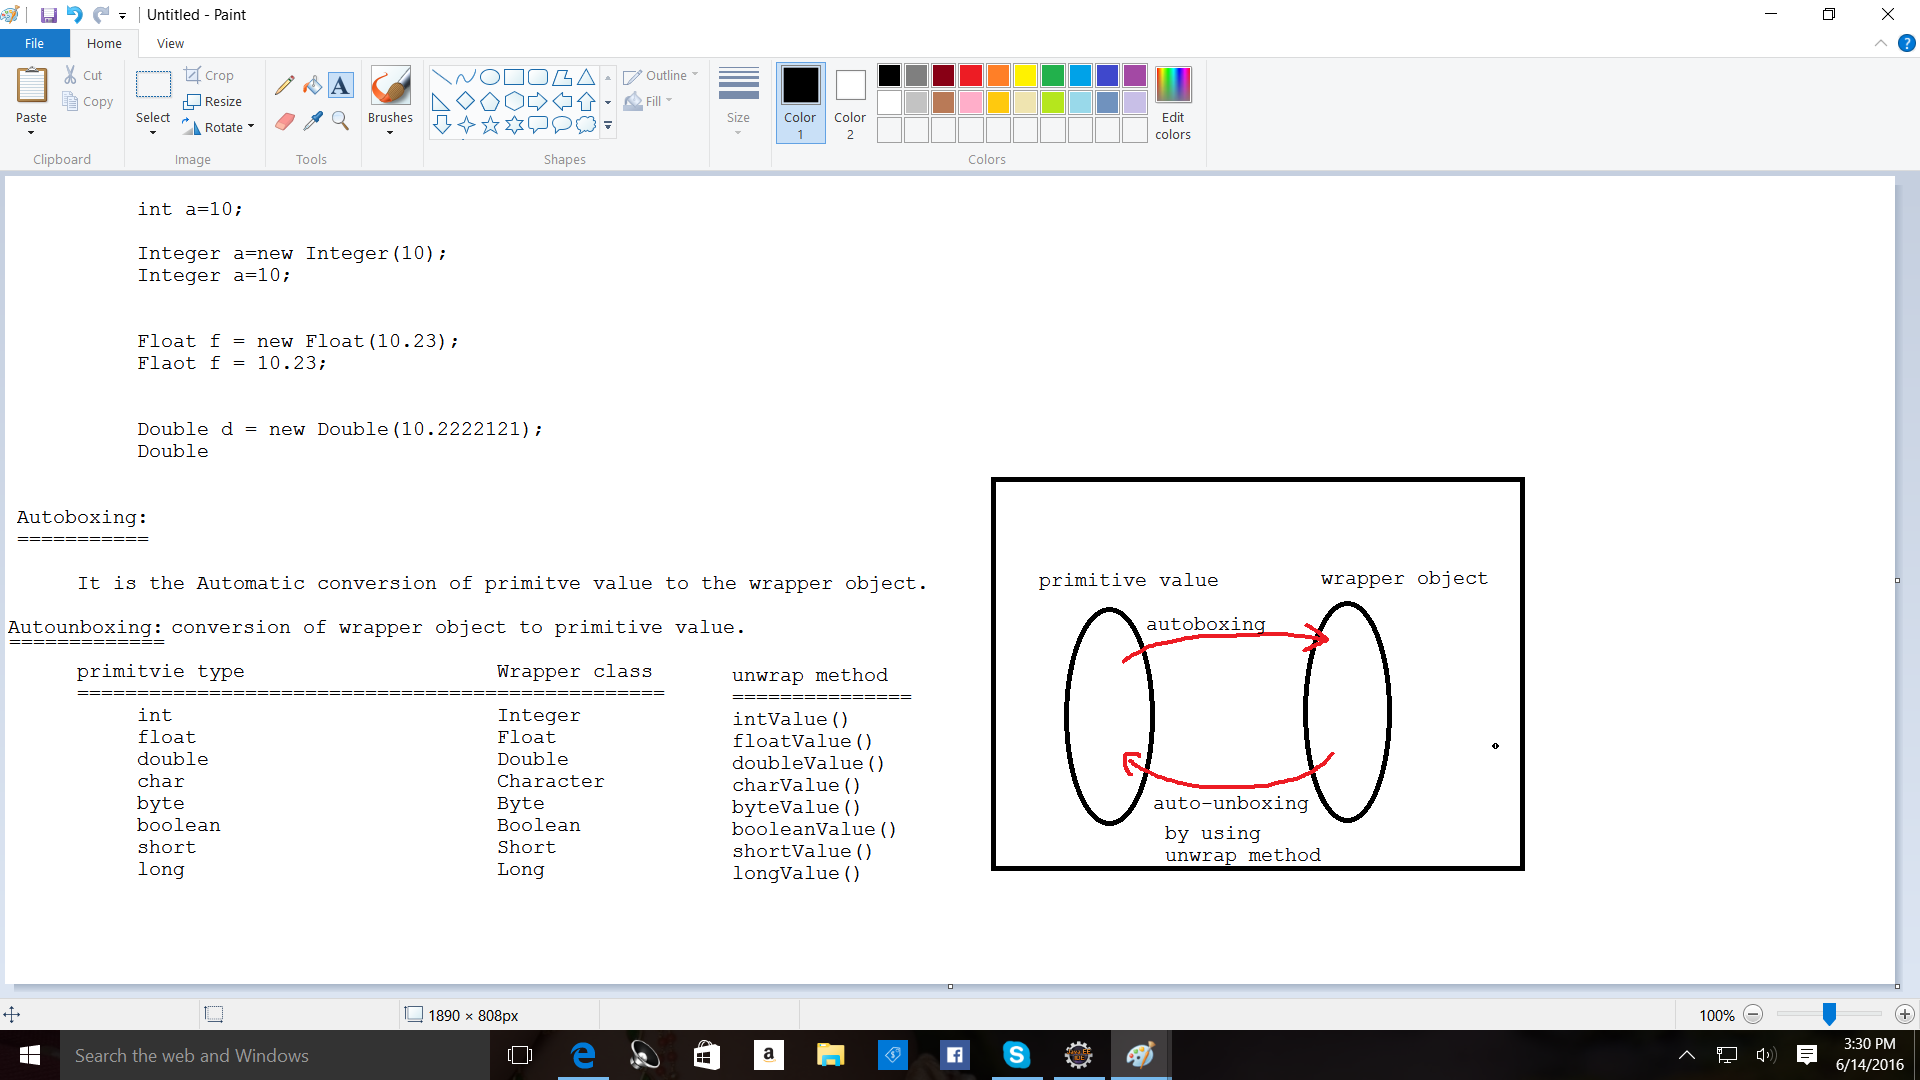 Untitled - Paint
File Home View
Paste
Cut
Copy
Clipboard
Select
Crop
Resize
Rotate
Image
Tools
Brushes
Shapes
Outline
Fill
Size
Color 1
Color 2
Edit colors
Colors
int a=10;
Integer a=new Integer(10);
Integer a=10;
Float f = new Float(10.23);
Flaot f = 10.23;
Double d = new Double(10.2222121);
Double
Autoboxing:
===========
It is the Automatic conversion of primitve value to the wrapper object.
Autounboxing: conversion of wrapper object to primitive value.
=============
primitvie type Wrapper class unwrap method
================================================= ===============
int Integer intValue()
float Float floatValue()
double Double doubleValue()
char Character charValue()
byte Byte byteValue()
boolean Boolean booleanValue()
short Short shortValue()
long Long longValue()
primitive value wrapper object
autoboxing
auto-unboxing
by using
unwrap method
1890 × 808px
100%
Search the web and Windows
3:30 PM
6/14/2016